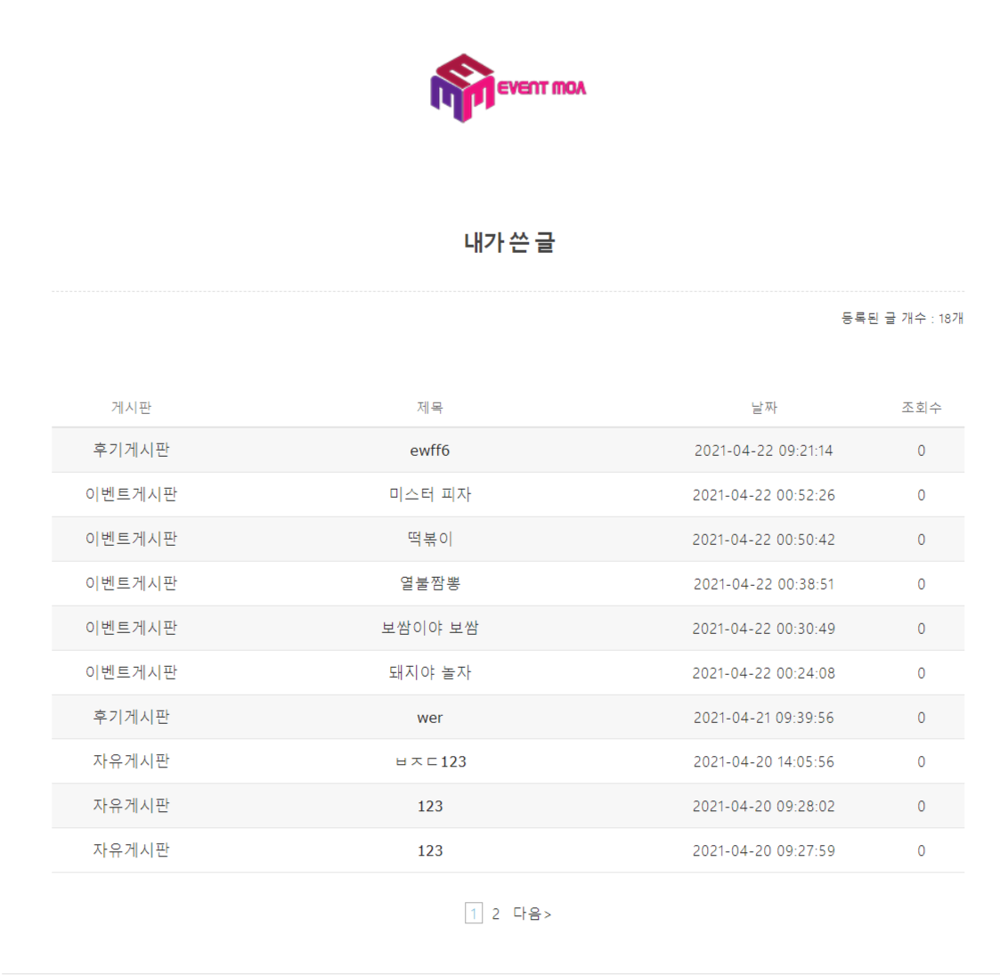 EVENT MOA
내가 쓴 글
등록된 글 개수 : 18개
게시판 제목 날짜 조회수
후기게시판 ewff6 2021-04-22 09:21:14 0
이벤트게시판 미스터 피자 2021-04-22 00:52:26 0
이벤트게시판 떡볶이 2021-04-22 00:50:42 0
이벤트게시판 열불짬뽕 2021-04-22 00:38:51 0
이벤트게시판 보쌈이야 보쌈 2021-04-22 00:30:49 0
이벤트게시판 돼지야 놀자 2021-04-22 00:24:08 0
후기게시판 wer 2021-04-21 09:39:56 0
자유게시판 ㅂㅈㄷ123 2021-04-20 14:05:56 0
자유게시판 123 2021-04-20 09:28:02 0
자유게시판 123 2021-04-20 09:27:59 0
1 2 다음>